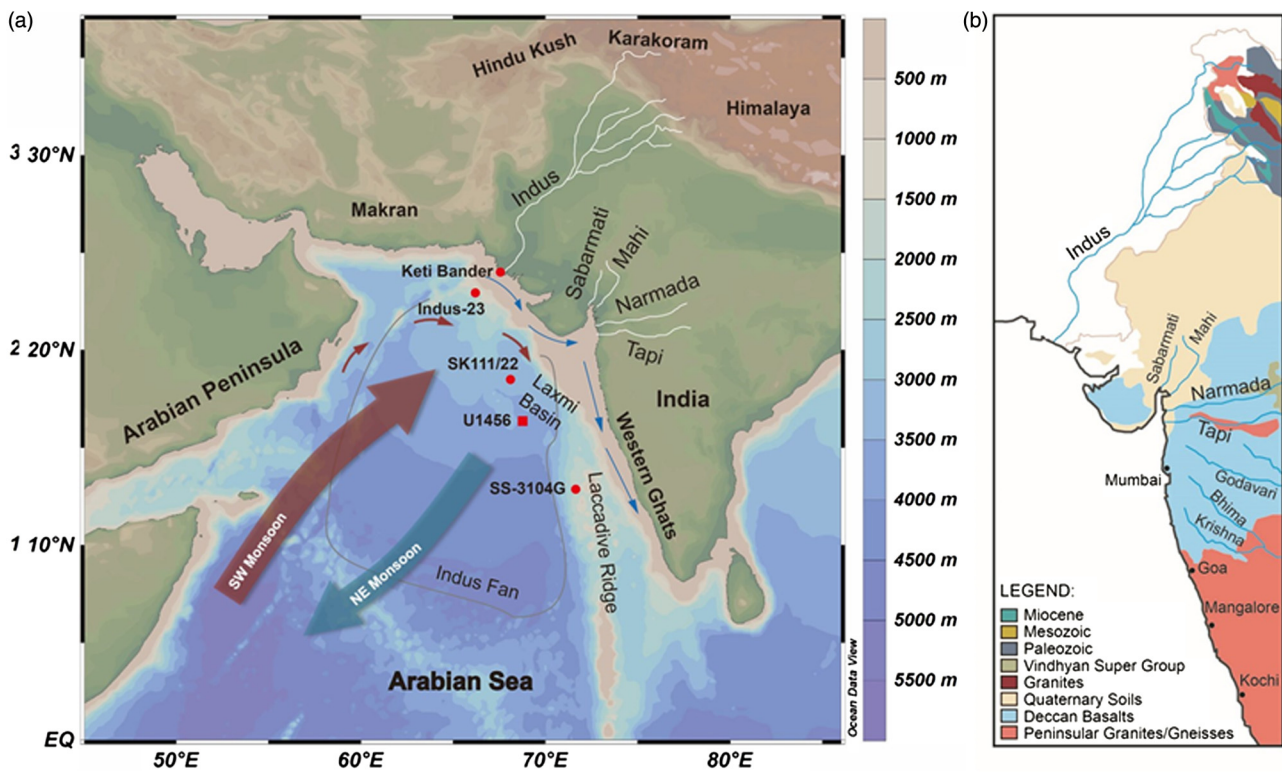 (a)
Hindu Kush
Karakoram
Himalaya
3 30°N
Indus
Makran
Sabarmati
Mahi
Keti Bander
Narmada
Indus-23
2 20°N
Tapi
SK111/22
Arabian Peninsula
Laxmi
Basin
India
U1456
Western Ghats
SS-3104G
Laccadive Ridge
1 10°N
SW Monsoon
NE Monsoon
Indus Fan
Arabian Sea
EQ
50°E
60°E
70°E
80°E
500 m
1000 m
1500 m
2000 m
2500 m
3000 m
3500 m
4000 m
4500 m
5000 m
5500 m
Ocean Data View
(b)
Indus
Sabarmati
Mahi
Narmada
Tapi
Mumbai
Godavari
Bhima
Krishna
Goa
Mangalore
Kochi
LEGEND:
Miocene
Mesozoic
Paleozoic
Vindhyan Super Group
Granites
Quaternary Soils
Deccan Basalts
Peninsular Granites/Gneisses